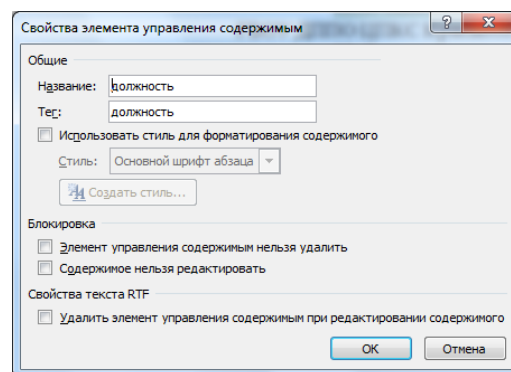 Свойства элемента управления содержимым
Общие
Название: должность
Тег: должность
Использовать стиль для форматирования содержимого
Стиль: Основной шрифт абзаца
Создать стиль...
Блокировка
Элемент управления содержимым нельзя удалить
Содержимое нельзя редактировать
Свойства текста RTF
Удалить элемент управления содержимым при редактировании содержимого
ОК Отмена